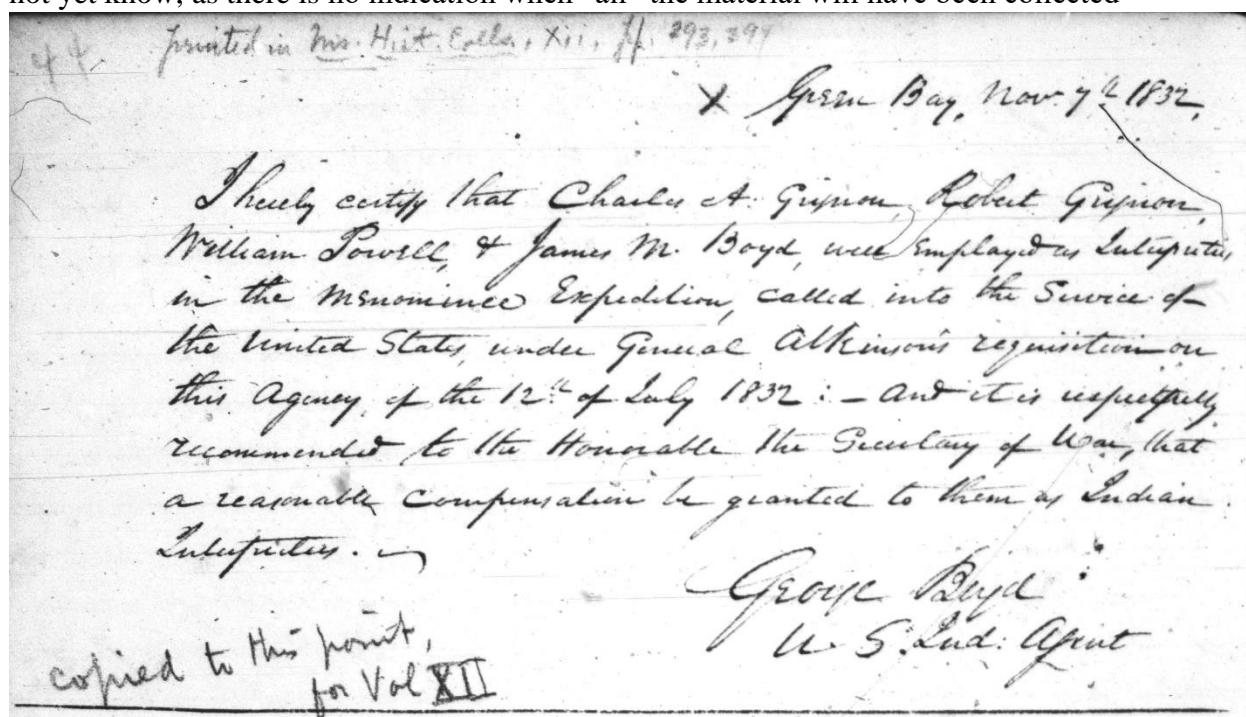 not yet know, as there is no indication when "all" the material will have been collected
44.
printed in Wis. Hist. Colls., XII, pp. 293, 294
X Green Bay, Nov. 7th 1832,
I hereby certify that Charles A. Grignon, Robert Grignon,
William Powell, & James M. Boyd, were Employed as Interpreters
in the Menominee Expedition, called into the Service of
the United States, under General Atkinson's requisition on
this Agency, of the 12th of July 1832 : — And it is respectfully
recommended to the Honorable the Secretary of War, that
a reasonable compensation be granted to them as Indian
Interpreters. —
George Boyd
U. S. Ind: Agent
copied to this point,
for Vol XII